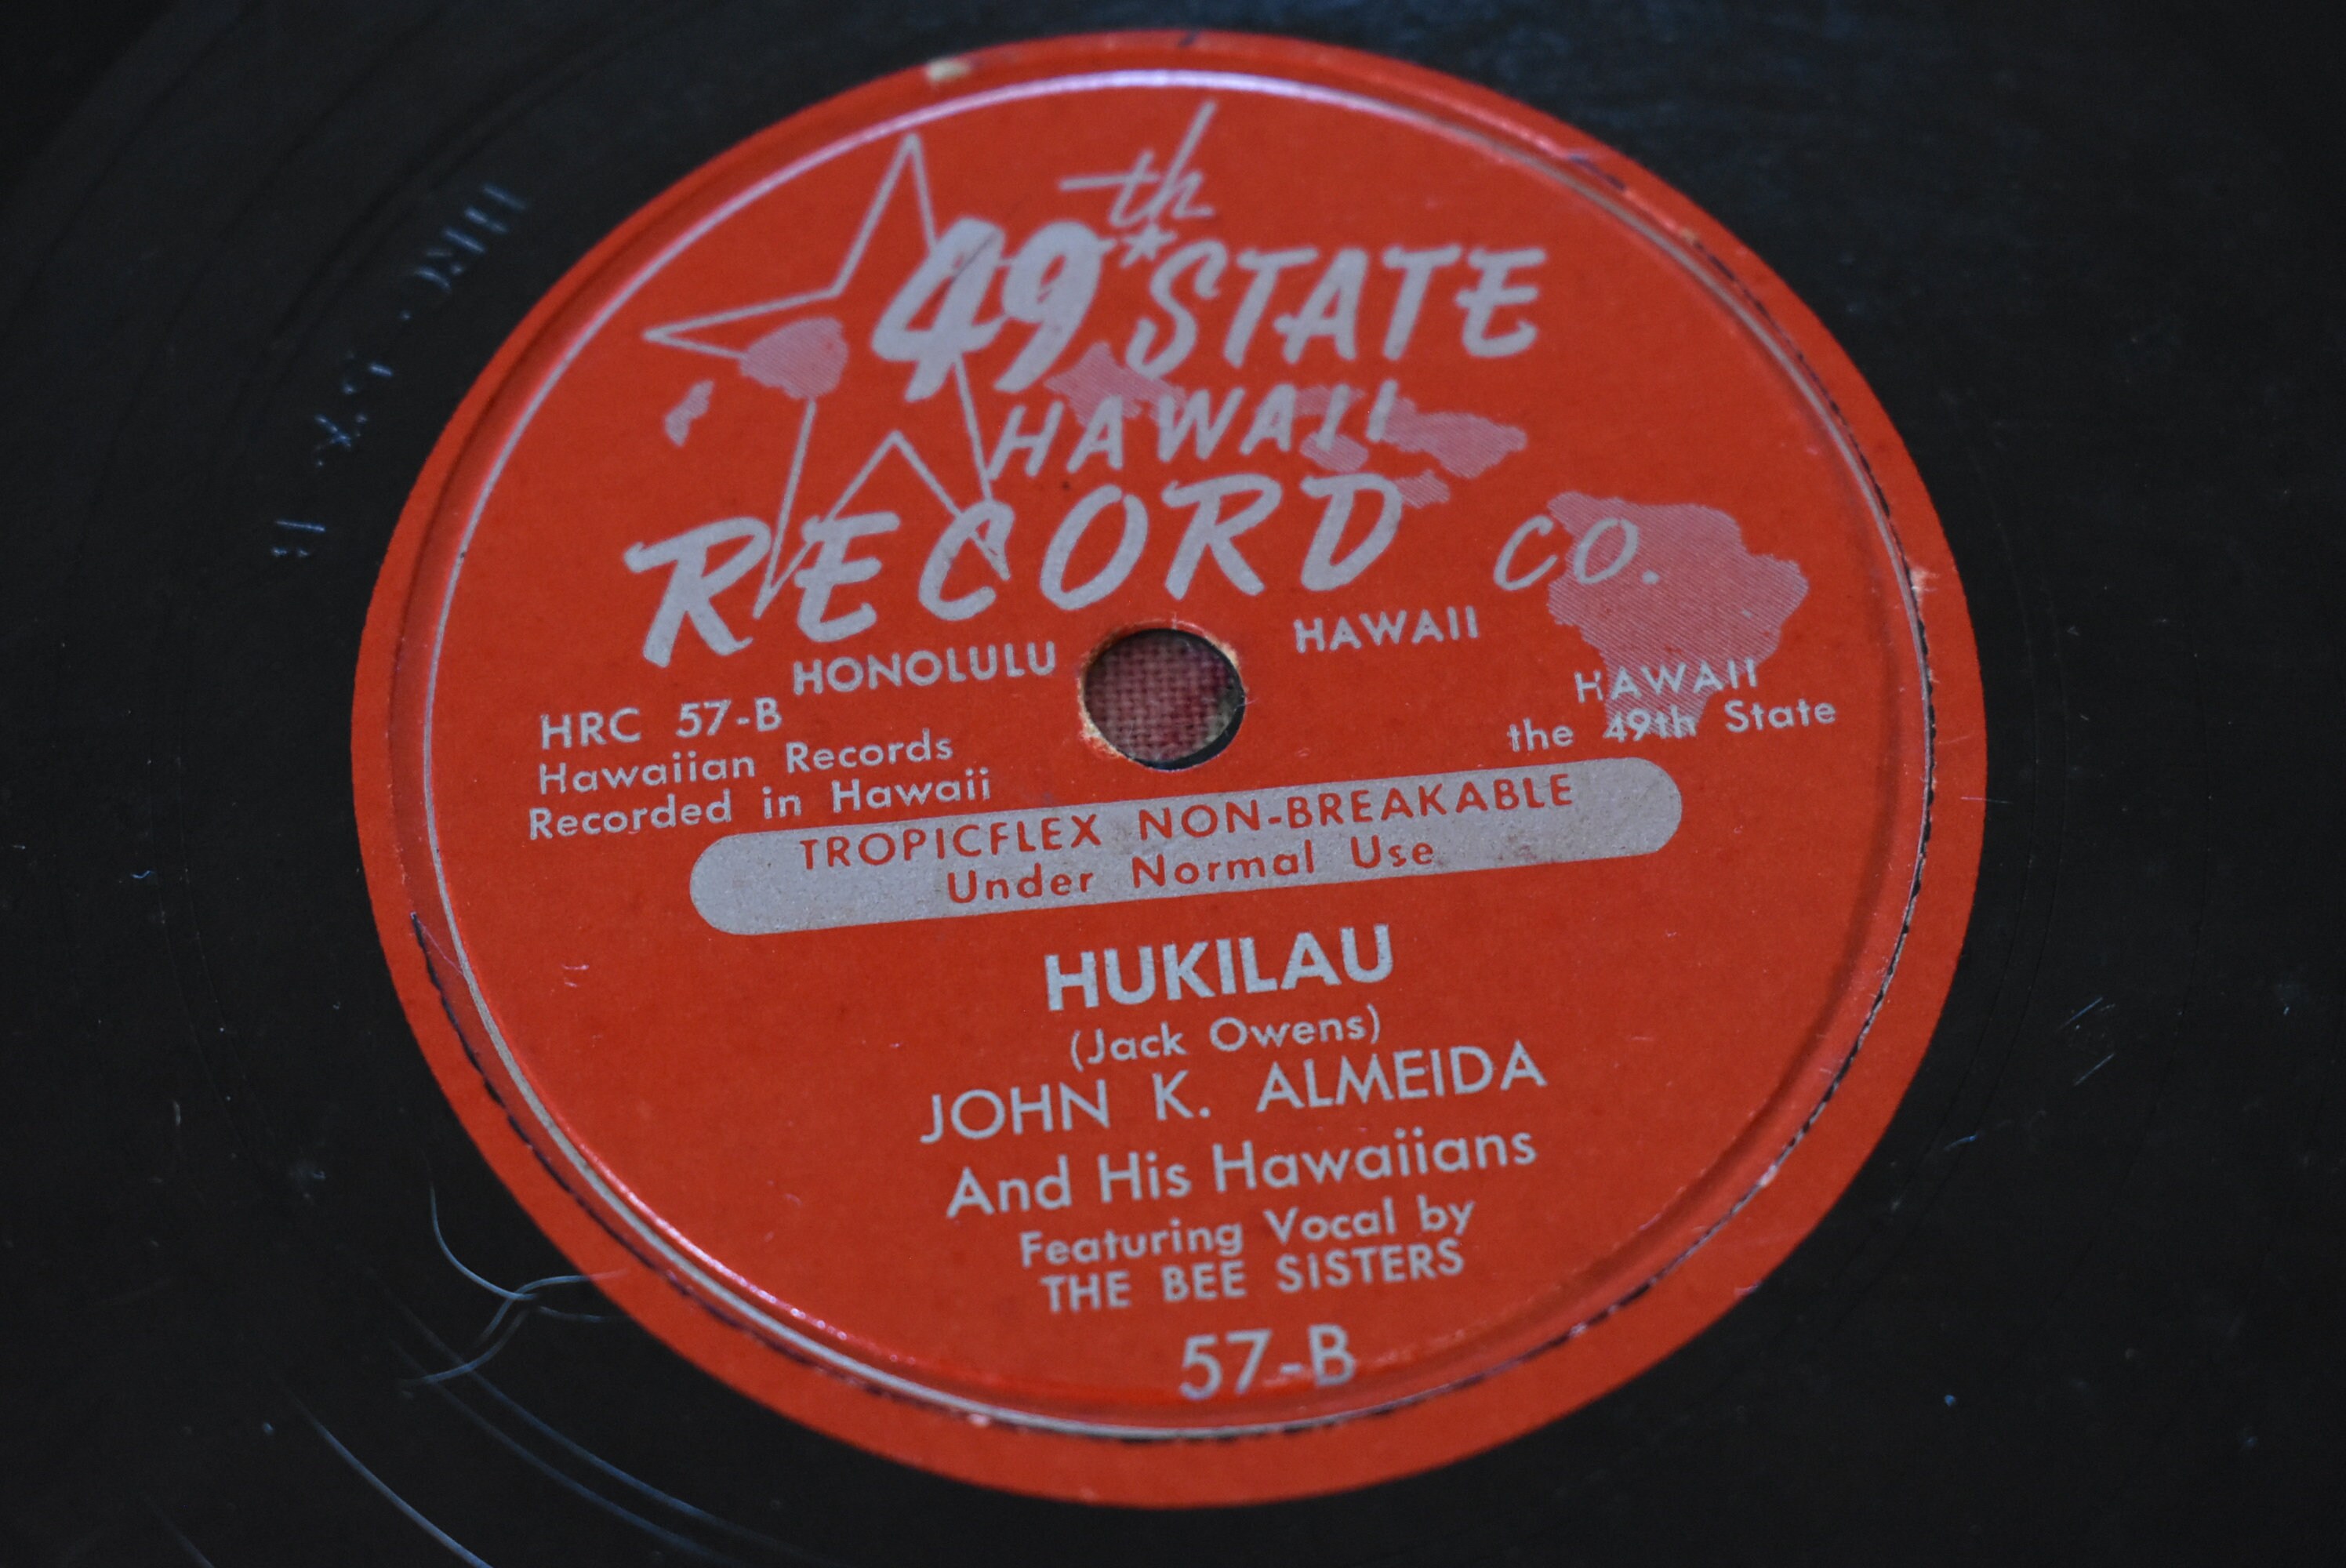 49th STATE
HAWAII
RECORD CO.
HONOLULU HAWAII
HRC 57-B
Hawaiian Records
Recorded in Hawaii
HAWAII
the 49th State
TROPICFLEX NON-BREAKABLE
Under Normal Use
HUKILAU
(Jack Owens)
JOHN K. ALMEIDA
And His Hawaiians
Featuring Vocal by
THE BEE SISTERS
57-B